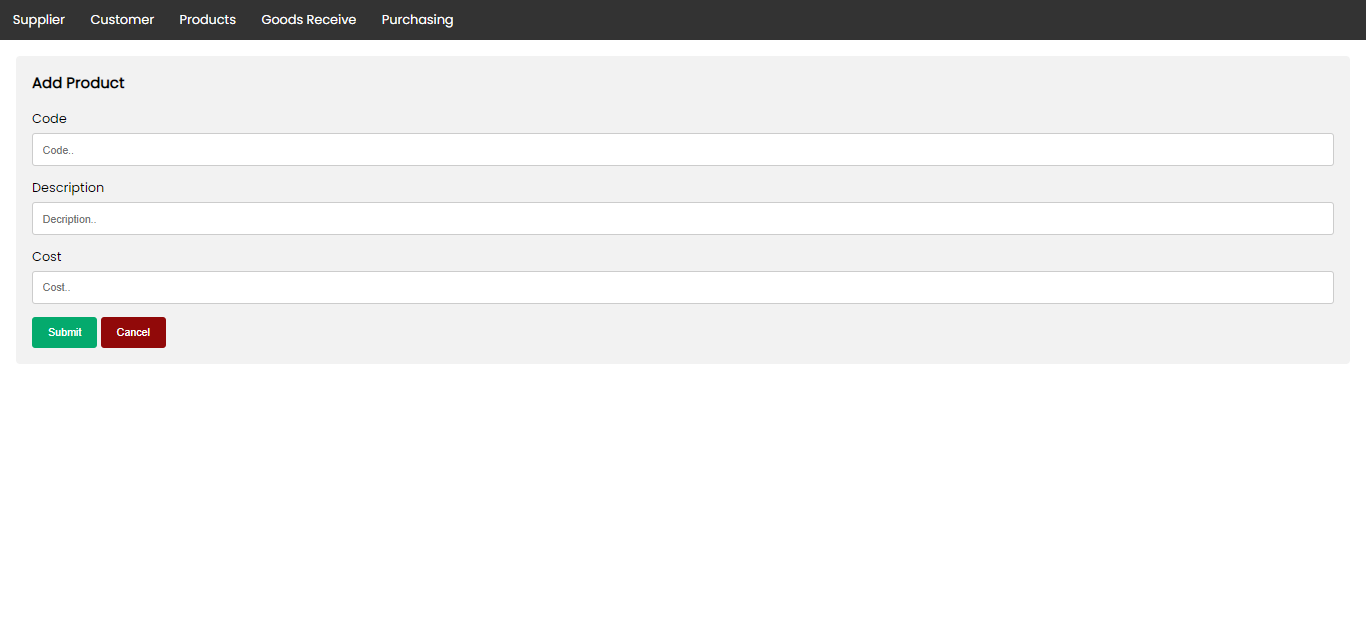 Supplier Customer Products Goods Receive Purchasing
Add Product
Code
Code..
Description
Decription..
Cost
Cost..
Submit Cancel